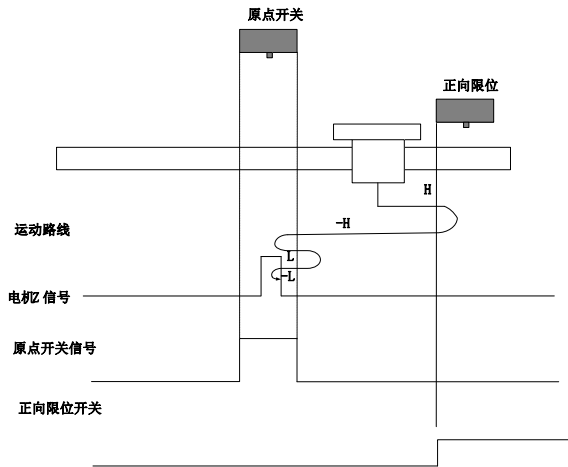 原点开关
正向限位
H
-H
运动路线
L
-L
电机Z 信号
原点开关信号
正向限位开关